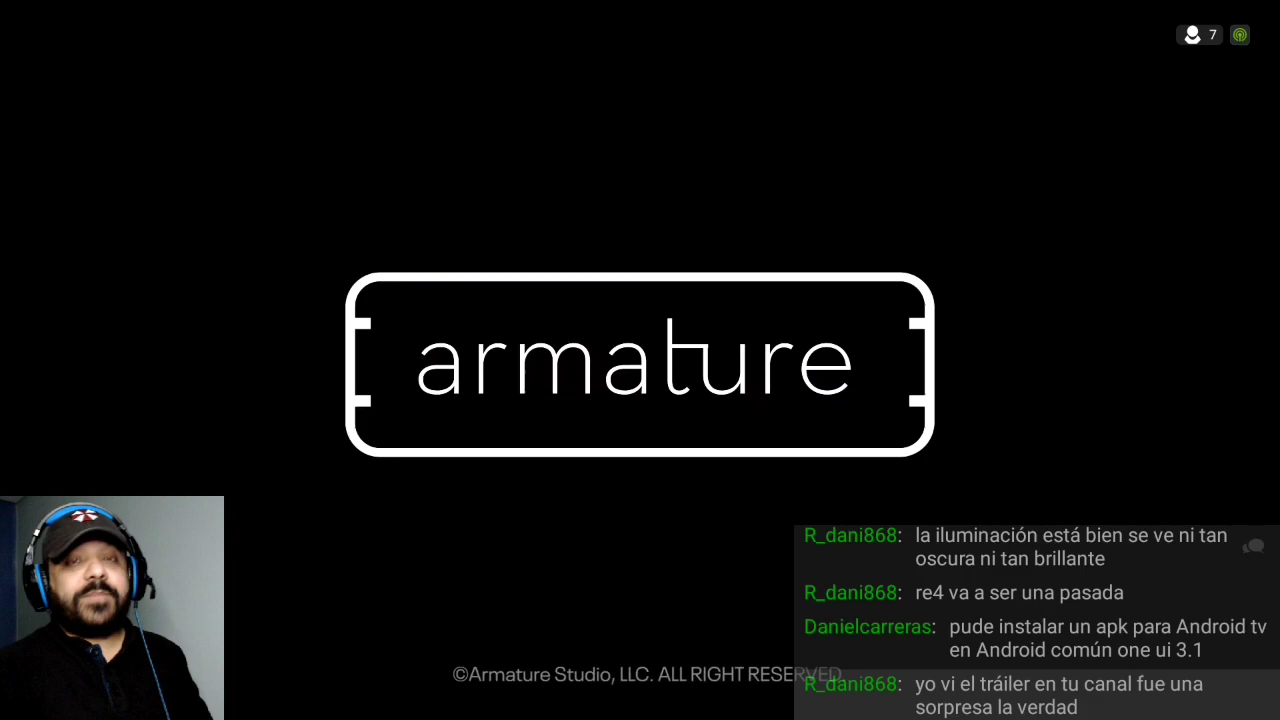 7
armature
©Armature Studio, LLC. ALL RIGHT RESERVED
R_dani868: la iluminación está bien se ve ni tan
oscura ni tan brillante
R_dani868: re4 va a ser una pasada
Danielcarreras: pude instalar un apk para Android tv
en Android común one ui 3.1
R_dani868: yo vi el tráiler en tu canal fue una
sorpresa la verdad